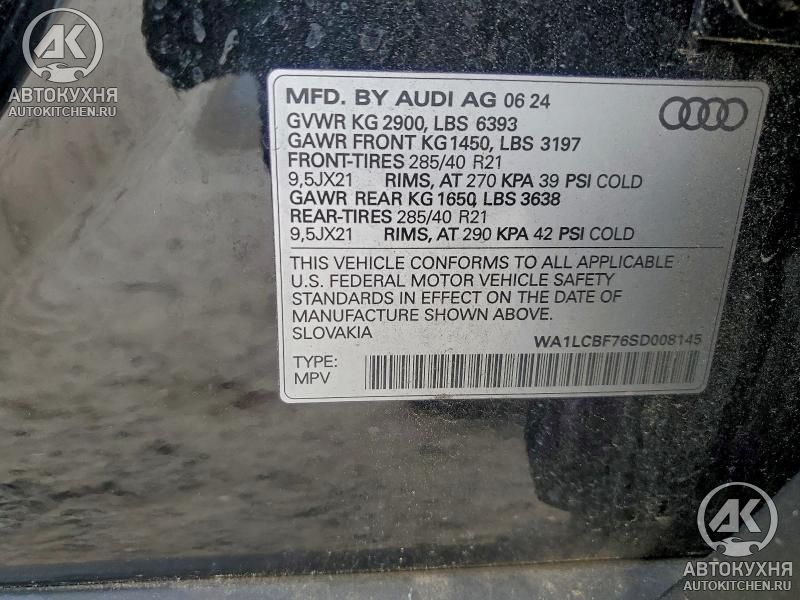 AK
АВТОКУХНЯ
AUTOKITCHEN.RU
MFD. BY AUDI AG 06 24
GVWR KG 2900, LBS 6393
GAWR FRONT KG 1450, LBS 3197
FRONT-TIRES 285/40 R21
9,5JX21 RIMS, AT 270 KPA 39 PSI COLD
GAWR REAR KG 1650, LBS 3638
REAR-TIRES 285/40 R21
9,5JX21 RIMS, AT 290 KPA 42 PSI COLD
THIS VEHICLE CONFORMS TO ALL APPLICABLE
U.S. FEDERAL MOTOR VEHICLE SAFETY
STANDARDS IN EFFECT ON THE DATE OF
MANUFACTURE SHOWN ABOVE.
SLOVAKIA
WA1LCBF76SD008145
TYPE:
MPV
AK
АВТОКУХНЯ
AUTOKITCHEN.RU